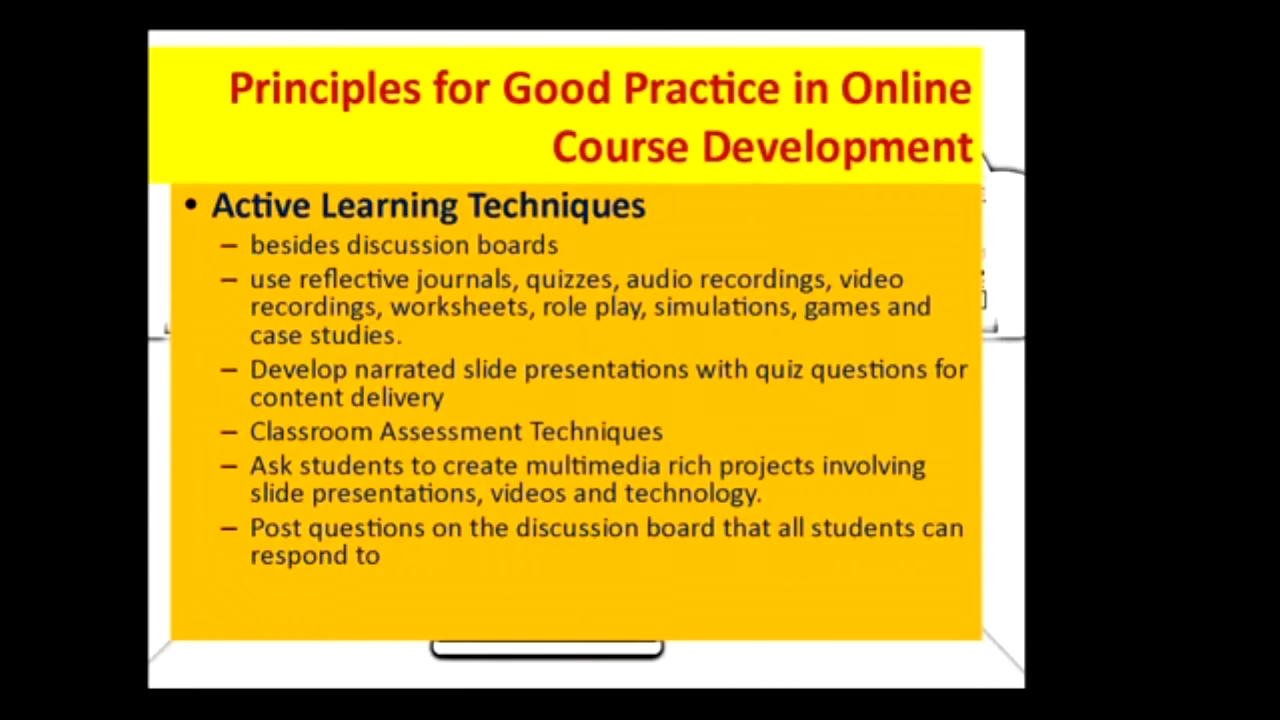 Principles for Good Practice in Online
Course Development
• Active Learning Techniques
– besides discussion boards
– use reflective journals, quizzes, audio recordings, video
recordings, worksheets, role play, simulations, games and
case studies.
– Develop narrated slide presentations with quiz questions for
content delivery
– Classroom Assessment Techniques
– Ask students to create multimedia rich projects involving
slide presentations, videos and technology.
– Post questions on the discussion board that all students can
respond to